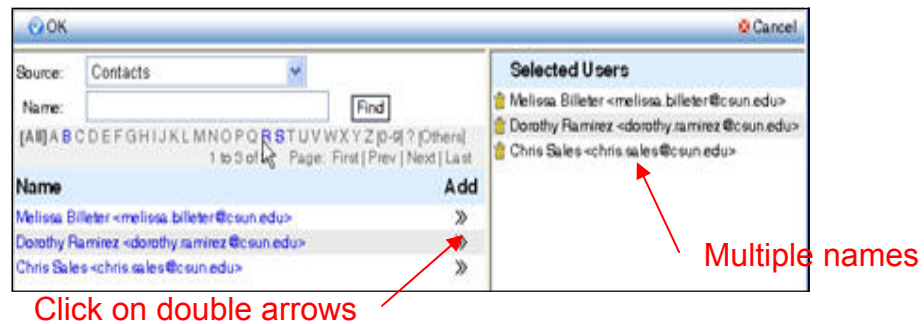 OK
Cancel
Source: Contacts
Name: Find
[All] A B C D E F G H I J K L M N O P Q R S T U V W X Y Z [0-9] ? [Others]
1 to 3 of Page: First | Prev | Next | Last
Name Add
Melissa Billeter <melissa.billeter@csun.edu> »
Dorothy Ramirez <dorothy.ramirez@csun.edu> »
Chris Sales <chris.sales@csun.edu> »
Selected Users
Melissa Billeter <melissa.billeter@csun.edu>
Dorothy Ramirez <dorothy.ramirez@csun.edu>
Chris Sales <chris.sales@csun.edu>
Multiple names
Click on double arrows